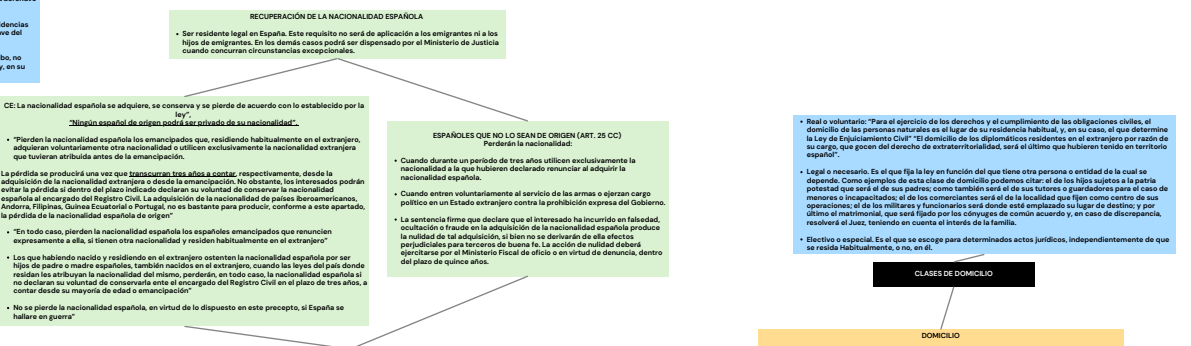 idencias
ve del
bo, no
y, en su
RECUPERACIÓN DE LA NACIONALIDAD ESPAÑOLA
• Ser residente legal en España. Este requisito no será de aplicación a los emigrantes ni a los
hijos de emigrantes. En los demás casos podrá ser dispensado por el Ministerio de Justicia
cuando concurran circunstancias excepcionales.
CE: La nacionalidad española se adquiere, se conserva y se pierde de acuerdo con lo establecido por la
ley",
"Ningún español de origen podrá ser privado de su nacionalidad".
• "Pierden la nacionalidad española los emancipados que, residiendo habitualmente en el extranjero,
adquieran voluntariamente otra nacionalidad o utilicen exclusivamente la nacionalidad extranjera
que tuvieran atribuida antes de la emancipación.
La pérdida se producirá una vez que transcurran tres años a contar, respectivamente, desde la
adquisición de la nacionalidad extranjera o desde la emancipación. No obstante, los interesados podrán
evitar la pérdida si dentro del plazo indicado declaran su voluntad de conservar la nacionalidad
española al encargado del Registro Civil. La adquisición de la nacionalidad de países iberoamericanos,
Andorra, Filipinas, Guinea Ecuatorial o Portugal, no es bastante para producir, conforme a este apartado,
la pérdida de la nacionalidad española de origen"
• "En todo caso, pierden la nacionalidad española los españoles emancipados que renuncien
expresamente a ella, si tienen otra nacionalidad y residen habitualmente en el extranjero"
• Los que habiendo nacido y residiendo en el extranjero ostenten la nacionalidad española por ser
hijos de padre o madre españoles, también nacidos en el extranjero, cuando las leyes del país donde
residan les atribuyan la nacionalidad del mismo, perderán, en todo caso, la nacionalidad española si
no declaran su voluntad de conservarla ente el encargado del Registro Civil en el plazo de tres años, a
contar desde su mayoría de edad o emancipación"
• No se pierde la nacionalidad española, en virtud de lo dispuesto en este precepto, si España se
hallare en guerra"
ESPAÑOLES QUE NO LO SEAN DE ORIGEN (ART. 25 CC)
Perderán la nacionalidad:
• Cuando durante un período de tres años utilicen exclusivamente la
nacionalidad a la que hubieren declarado renunciar al adquirir la
nacionalidad española.
• Cuando entren voluntariamente al servicio de las armas o ejerzan cargo
político en un Estado extranjero contra la prohibición expresa del Gobierno.
• La sentencia firme que declare que el interesado ha incurrido en falsedad,
ocultación o fraude en la adquisición de la nacionalidad española produce
la nulidad de tal adquisición, si bien no se derivarán de ella efectos
perjudiciales para terceros de buena fe. La acción de nulidad deberá
ejercitarse por el Ministerio Fiscal de oficio o en virtud de denuncia, dentro
del plazo de quince años.
• Real o voluntario: "Para el ejercicio de los derechos y el cumplimiento de las obligaciones civiles, el
domicilio de las personas naturales es el lugar de su residencia habitual, y, en su caso, el que determine
la Ley de Enjuiciamiento Civil" "El domicilio de los diplomáticos residentes en el extranjero por razón de
su cargo, que gocen del derecho de extraterritorialidad, será el último que hubieren tenido en territorio
español".
• Legal o necesario. Es el que fija la ley en función del que tiene otra persona o entidad de la cual se
depende. Como ejemplos de esta clase de domicilio podemos citar: el de los hijos sujetos a la patria
potestad que será el de sus padres; como también será el de sus tutores o guardadores para el caso de
menores o incapacitados; el de los comerciantes será el de la localidad que fijen como centro de sus
operaciones; el de los militares y funcionarios será donde esté emplazado su lugar de destino; y por
último el matrimonial, que será fijado por los cónyuges de común acuerdo y, en caso de discrepancia,
resolverá el Juez, teniendo en cuenta el interés de la familia.
• Electivo o especial. Es el que se escoge para determinados actos jurídicos, independientemente de que
se resida Habitualmente, o no, en él.
CLASES DE DOMICILIO
DOMICILIO